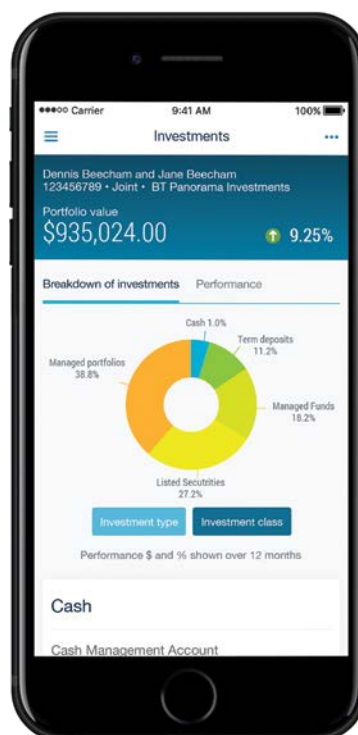 ●●●○○ Carrier 9:41 AM 100%
Investments
Dennis Beecham and Jane Beecham
123456789 • Joint • BT Panorama Investments
Portfolio value
$935,024.00 9.25%
Breakdown of investments Performance
Cash 1.0%
Term deposits
11.2%
Managed portfolios
38.8%
Managed Funds
18.2%
Listed Secutrities
27.2%
Investment type Investment class
Performance $ and % shown over 12 months
Cash
Cash Management Account